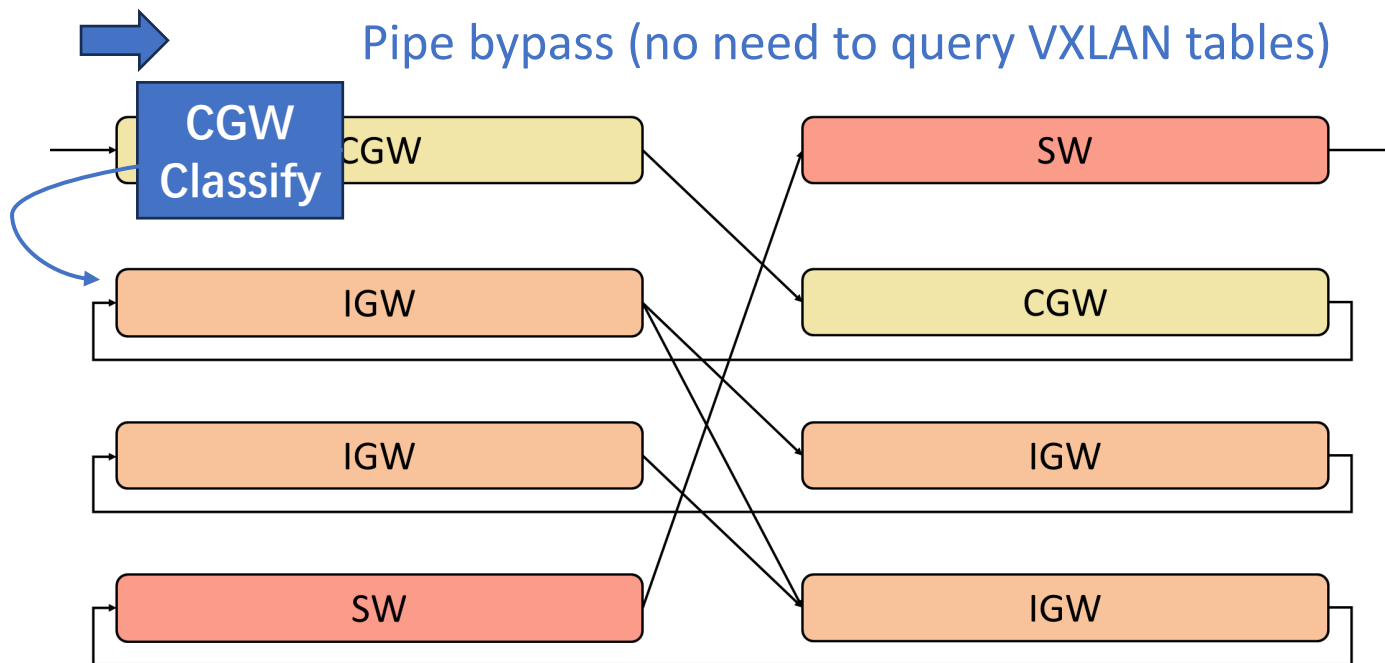 Pipe bypass (no need to query VXLAN tables)
CGW
Classify
CGW
SW
IGW
CGW
IGW
IGW
SW
IGW